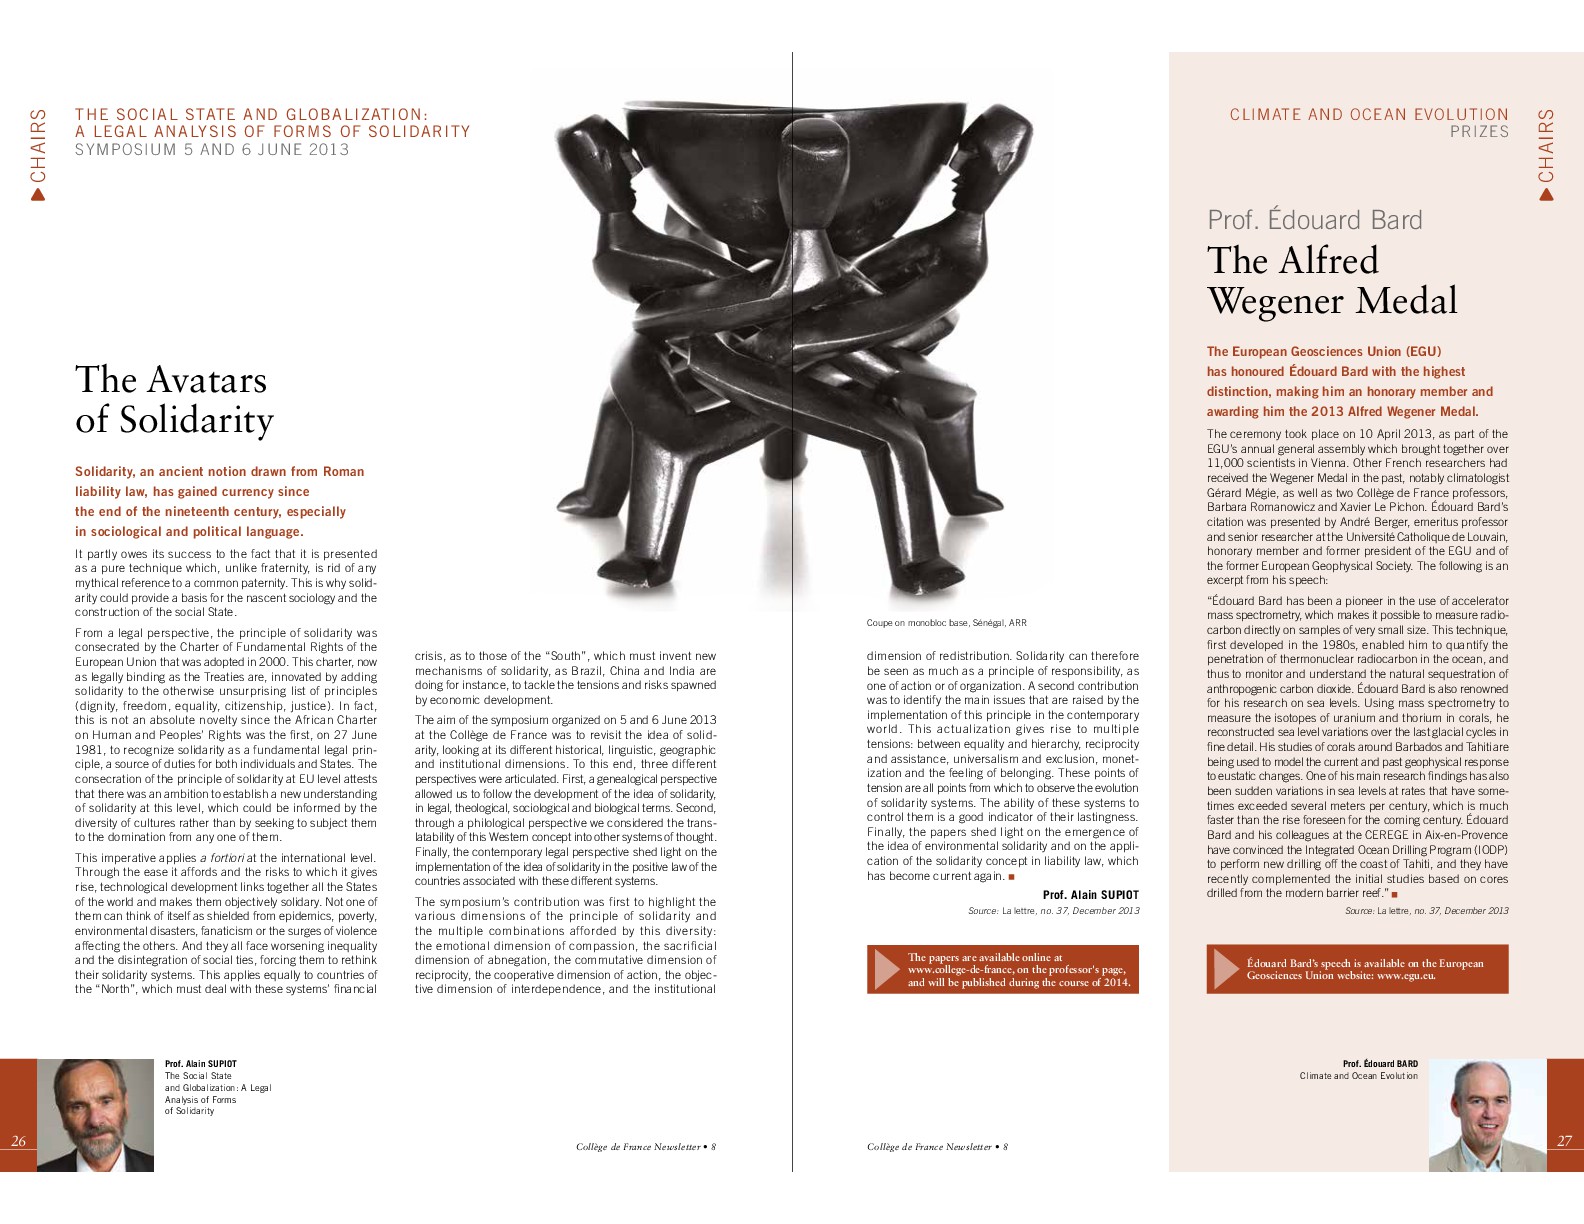 CHAIRS
THE SOCIAL STATE AND GLOBALIZATION:
A LEGAL ANALYSIS OF FORMS OF SOLIDARITY
SYMPOSIUM 5 AND 6 JUNE 2013
The Avatars
of Solidarity
Solidarity, an ancient notion drawn from Roman
liability law, has gained currency since
the end of the nineteenth century, especially
in sociological and political language.
It partly owes its success to the fact that it is presented
as a pure technique which, unlike fraternity, is rid of any
mythical reference to a common paternity. This is why solid-
arity could provide a basis for the nascent sociology and the
construction of the social State.
From a legal perspective, the principle of solidarity was
consecrated by the Charter of Fundamental Rights of the
European Union that was adopted in 2000. This charter, now
as legally binding as the Treaties are, innovated by adding
solidarity to the otherwise unsurprising list of principles
(dignity, freedom, equality, citizenship, justice). In fact,
this is not an absolute novelty since the African Charter
on Human and Peoples' Rights was the first, on 27 June
1981, to recognize solidarity as a fundamental legal prin-
ciple, a source of duties for both individuals and States. The
consecration of the principle of solidarity at EU level attests
that there was an ambition to establish a new understanding
of solidarity at this level, which could be informed by the
diversity of cultures rather than by seeking to subject them
to the domination from any one of them.
This imperative applies a fortiori at the international level.
Through the ease it affords and the risks to which it gives
rise, technological development links together all the States
of the world and makes them objectively solidary. Not one of
them can think of itself as shielded from epidemics, poverty,
environmental disasters, fanaticism or the surges of violence
affecting the others. And they all face worsening inequality
and the disintegration of social ties, forcing them to rethink
their solidarity systems. This applies equally to countries of
the “North”, which must deal with these systems’ financial
crisis, as to those of the “South”, which must invent new
mechanisms of solidarity, as Brazil, China and India are
doing for instance, to tackle the tensions and risks spawned
by economic development.
The aim of the symposium organized on 5 and 6 June 2013
at the Collège de France was to revisit the idea of solid-
arity, looking at its different historical, linguistic, geographic
and institutional dimensions. To this end, three different
perspectives were articulated. First, a genealogical perspective
allowed us to follow the development of the idea of solidarity,
in legal, theological, sociological and biological terms. Second,
through a philological perspective we considered the trans-
latability of this Western concept into other systems of thought.
Finally, the contemporary legal perspective shed light on the
implementation of the idea of solidarity in the positive law of the
countries associated with these different systems.
The symposium’s contribution was first to highlight the
various dimensions of the principle of solidarity and
the multiple combinations afforded by this diversity:
the emotional dimension of compassion, the sacrificial
dimension of abnegation, the commutative dimension of
reciprocity, the cooperative dimension of action, the objec-
tive dimension of interdependence, and the institutional
Coupe on monobloc base, Sénégal, ARR
dimension of redistribution. Solidarity can therefore
be seen as much as a principle of responsibility, as
one of action or of organization. A second contribution
was to identify the main issues that are raised by the
implementation of this principle in the contemporary
world. This actualization gives rise to multiple
tensions: between equality and hierarchy, reciprocity
and assistance, universalism and exclusion, monet-
ization and the feeling of belonging. These points of
tension are all points from which to observe the evolution
of solidarity systems. The ability of these systems to
control them is a good indicator of their lastingness.
Finally, the papers shed light on the emergence of
the idea of environmental solidarity and on the appli-
cation of the solidarity concept in liability law, which
has become current again.
Prof. Alain SUPIOT
Source: La lettre, no. 37, December 2013
The papers are available online at
www.college-de-france, on the professor's page,
and will be published during the course of 2014.
Prof. Alain SUPIOT
The Social State
and Globalization: A Legal
Analysis of Forms
of Solidarity
26
Collège de France Newsletter • 8
Collège de France Newsletter • 8
CLIMATE AND OCEAN EVOLUTION
PRIZES
CHAIRS
Prof. Édouard Bard
The Alfred
Wegener Medal
The European Geosciences Union (EGU)
has honoured Édouard Bard with the highest
distinction, making him an honorary member and
awarding him the 2013 Alfred Wegener Medal.
The ceremony took place on 10 April 2013, as part of the
EGU’s annual general assembly which brought together over
11,000 scientists in Vienna. Other French researchers had
received the Wegener Medal in the past, notably climatologist
Gérard Mégie, as well as two Collège de France professors,
Barbara Romanowicz and Xavier Le Pichon. Édouard Bard’s
citation was presented by André Berger, emeritus professor
and senior researcher at the Université Catholique de Louvain,
honorary member and former president of the EGU and of
the former European Geophysical Society. The following is an
excerpt from his speech:
“Édouard Bard has been a pioneer in the use of accelerator
mass spectrometry, which makes it possible to measure radio-
carbon directly on samples of very small size. This technique,
first developed in the 1980s, enabled him to quantify the
penetration of thermonuclear radiocarbon in the ocean, and
thus to monitor and understand the natural sequestration of
anthropogenic carbon dioxide. Édouard Bard is also renowned
for his research on sea levels. Using mass spectrometry to
measure the isotopes of uranium and thorium in corals, he
reconstructed sea level variations over the last glacial cycles in
fine detail. His studies of corals around Barbados and Tahiti are
being used to model the current and past geophysical response
to eustatic changes. One of his main research findings has also
been sudden variations in sea levels at rates that have some-
times exceeded several meters per century, which is much
faster than the rise foreseen for the coming century. Édouard
Bard and his colleagues at the CEREGE in Aix-en-Provence
have convinced the Integrated Ocean Drilling Program (IODP)
to perform new drilling off the coast of Tahiti, and they have
recently complemented the initial studies based on cores
drilled from the modern barrier reef.”
Source: La lettre, no. 37, December 2013
Édouard Bard’s speech is available on the European
Geosciences Union website: www.egu.eu.
Prof. Édouard BARD
Climate and Ocean Evolution
27